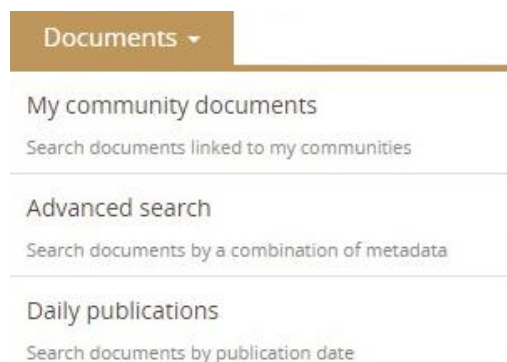 Documents
My community documents
Search documents linked to my communities
Advanced search
Search documents by a combination of metadata
Daily publications
Search documents by publication date